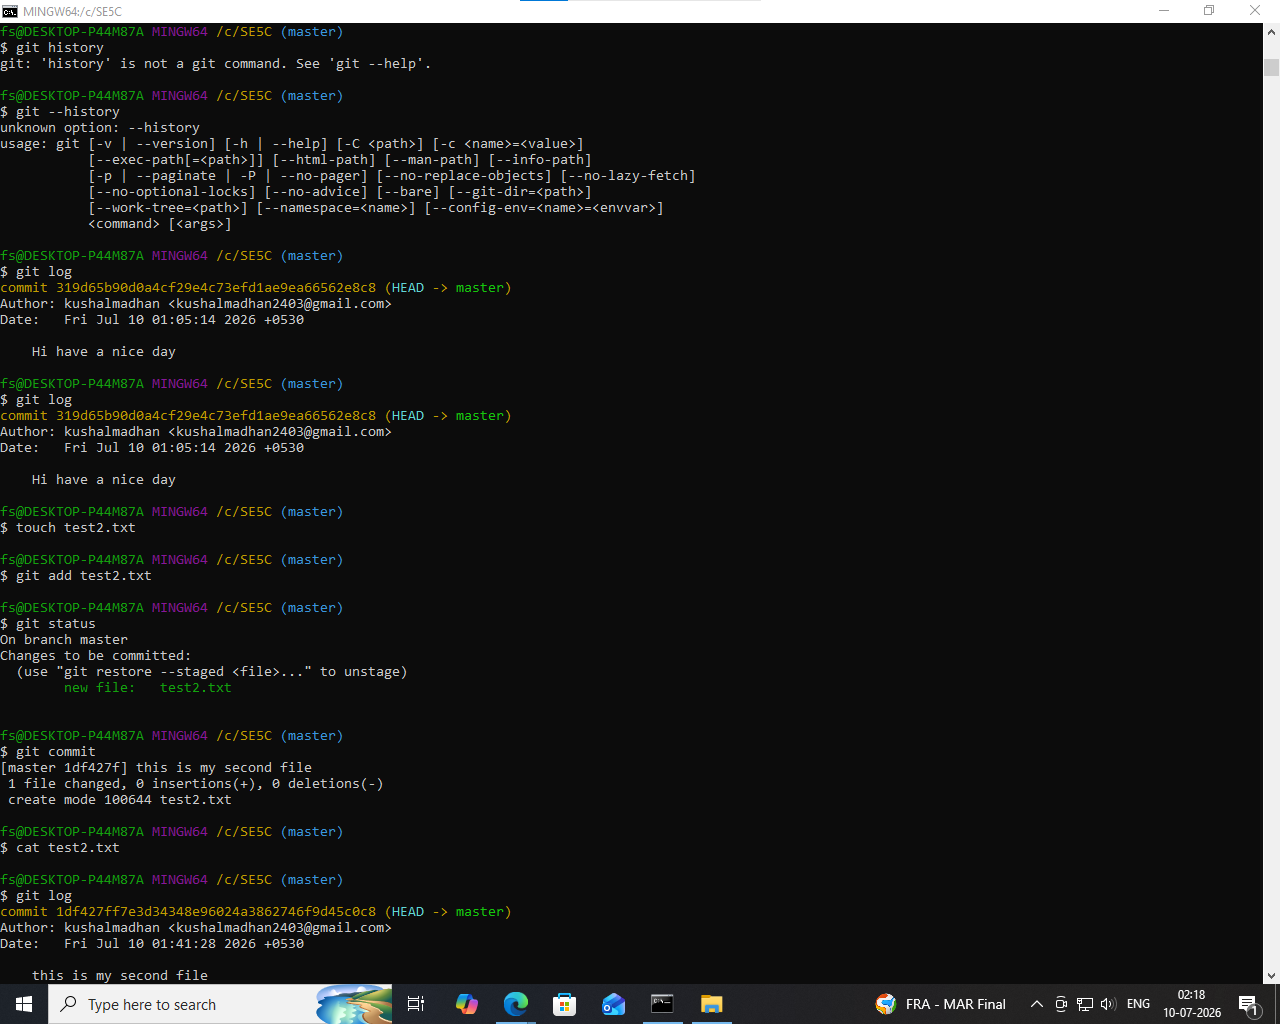 MINGW64:/c/SE5C
fs@DESKTOP-P44M87A MINGW64 /c/SE5C (master)
$ git history
git: 'history' is not a git command. See 'git --help'.
fs@DESKTOP-P44M87A MINGW64 /c/SE5C (master)
$ git --history
unknown option: --history
usage: git [-v | --version] [-h | --help] [-C <path>] [-c <name>=<value>]
           [--exec-path[=<path>]] [--html-path] [--man-path] [--info-path]
           [-p | --paginate | -P | --no-pager] [--no-replace-objects] [--no-lazy-fetch]
           [--no-optional-locks] [--no-advice] [--bare] [--git-dir=<path>]
           [--work-tree=<path>] [--namespace=<name>] [--config-env=<name>=<envvar>]
           <command> [<args>]
fs@DESKTOP-P44M87A MINGW64 /c/SE5C (master)
$ git log
commit 319d65b90d0a4cf29e4c73efd1ae9ea66562e8c8 (HEAD -> master)
Author: kushalmadhan <kushalmadhan2403@gmail.com>
Date:   Fri Jul 10 01:05:14 2026 +0530
    Hi have a nice day
fs@DESKTOP-P44M87A MINGW64 /c/SE5C (master)
$ git log
commit 319d65b90d0a4cf29e4c73efd1ae9ea66562e8c8 (HEAD -> master)
Author: kushalmadhan <kushalmadhan2403@gmail.com>
Date:   Fri Jul 10 01:05:14 2026 +0530
    Hi have a nice day
fs@DESKTOP-P44M87A MINGW64 /c/SE5C (master)
$ touch test2.txt
fs@DESKTOP-P44M87A MINGW64 /c/SE5C (master)
$ git add test2.txt
fs@DESKTOP-P44M87A MINGW64 /c/SE5C (master)
$ git status
On branch master
Changes to be committed:
  (use "git restore --staged <file>..." to unstage)
        new file:   test2.txt
fs@DESKTOP-P44M87A MINGW64 /c/SE5C (master)
$ git commit
[master 1df427f] this is my second file
 1 file changed, 0 insertions(+), 0 deletions(-)
 create mode 100644 test2.txt
fs@DESKTOP-P44M87A MINGW64 /c/SE5C (master)
$ cat test2.txt
fs@DESKTOP-P44M87A MINGW64 /c/SE5C (master)
$ git log
commit 1df427ff7e3d34348e96024a3862746f9d45c0c8 (HEAD -> master)
Author: kushalmadhan <kushalmadhan2403@gmail.com>
Date:   Fri Jul 10 01:41:28 2026 +0530
    this is my second file
Type here to search
FRA - MAR Final
ENG
02:18
10-07-2026
1